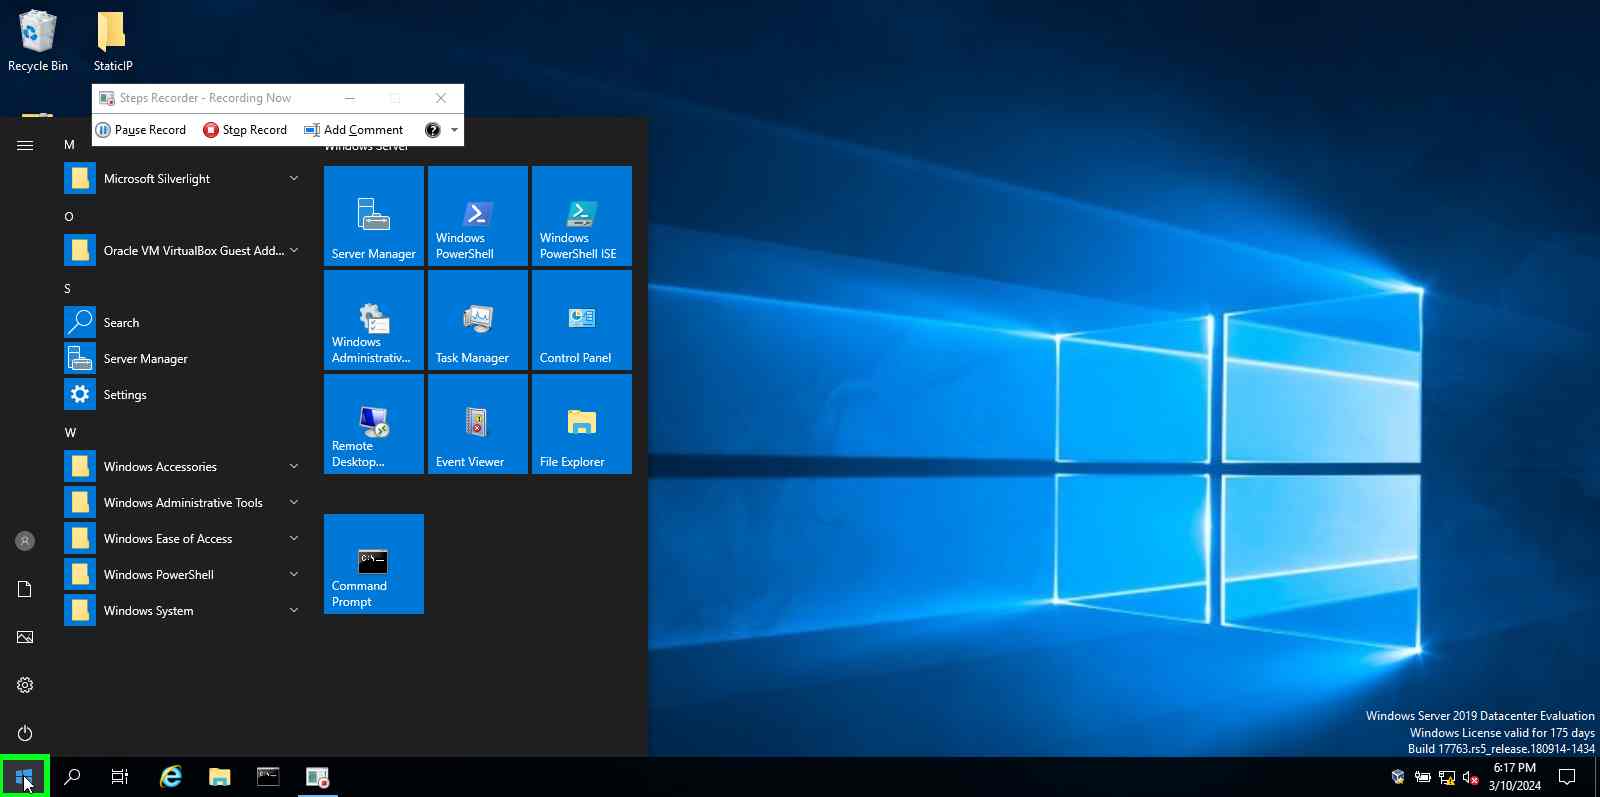 Recycle Bin
StaticIP
Steps Recorder - Recording Now
Pause Record
Stop Record
Add Comment
M
Microsoft Silverlight
O
Oracle VM VirtualBox Guest Add...
S
Search
Server Manager
Settings
W
Windows Accessories
Windows Administrative Tools
Windows Ease of Access
Windows PowerShell
Windows System
Windows Server
Server Manager
Windows
PowerShell
Windows
PowerShell ISE
Windows
Administrativ...
Task Manager
Control Panel
Remote
Desktop...
Event Viewer
File Explorer
Command
Prompt
Windows Server 2019 Datacenter Evaluation
Windows License valid for 175 days
Build 17763.rs5_release.180914-1434
6:17 PM
3/10/2024